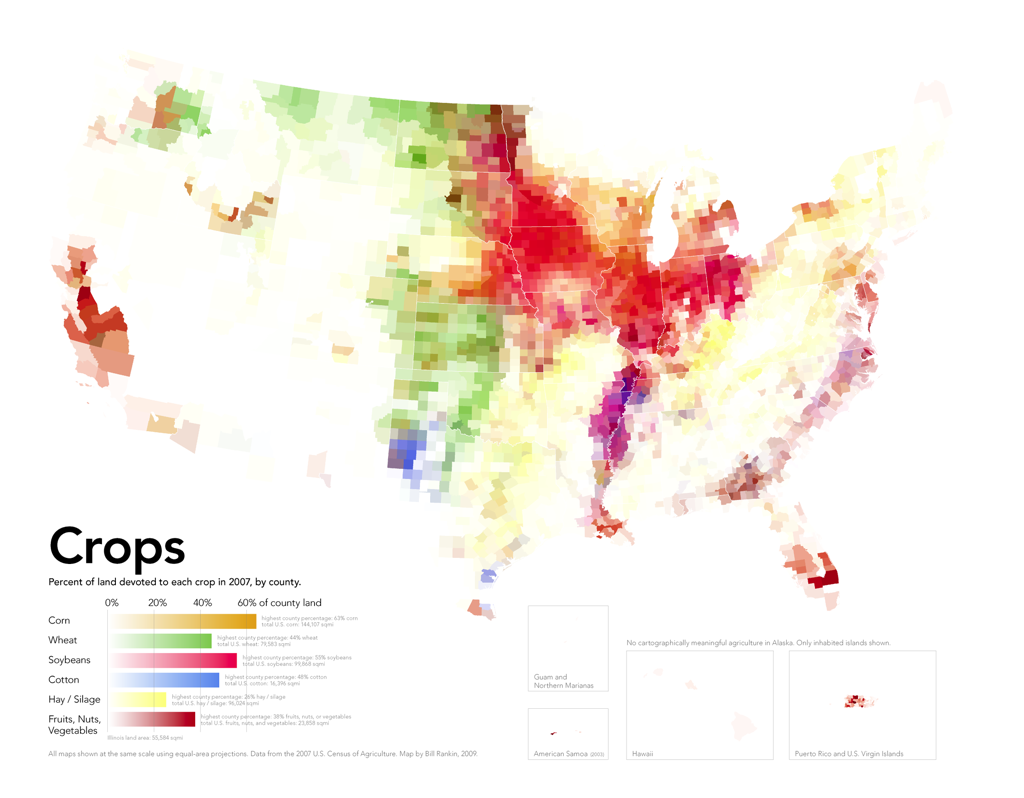 Crops
Percent of land devoted to each crop in 2007, by county.
0% 20% 40% 60% of county land
Corn
highest county percentage: 63% corn
total U.S. corn: 144,107 sqmi
Wheat
highest county percentage: 44% wheat
total U.S. wheat: 79,583 sqmi
Soybeans
highest county percentage: 55% soybeans
total U.S. soybeans: 99,868 sqmi
Cotton
highest county percentage: 48% cotton
total U.S. cotton: 16,396 sqmi
Hay / Silage
highest county percentage: 26% hay / silage
total U.S. hay / silage: 96,024 sqmi
Fruits, Nuts,
Vegetables
highest county percentage: 38% fruits, nuts, or vegetables
total U.S. fruits, nuts, and vegetables: 23,858 sqmi
Illinois land area: 55,584 sqmi
All maps shown at the same scale using equal-area projections. Data from the 2007 U.S. Census of Agriculture. Map by Bill Rankin, 2009.
Guam and
Northern Marianas
American Samoa (2003)
No cartographically meaningful agriculture in Alaska. Only inhabited islands shown.
Hawaii
Puerto Rico and U.S. Virgin Islands